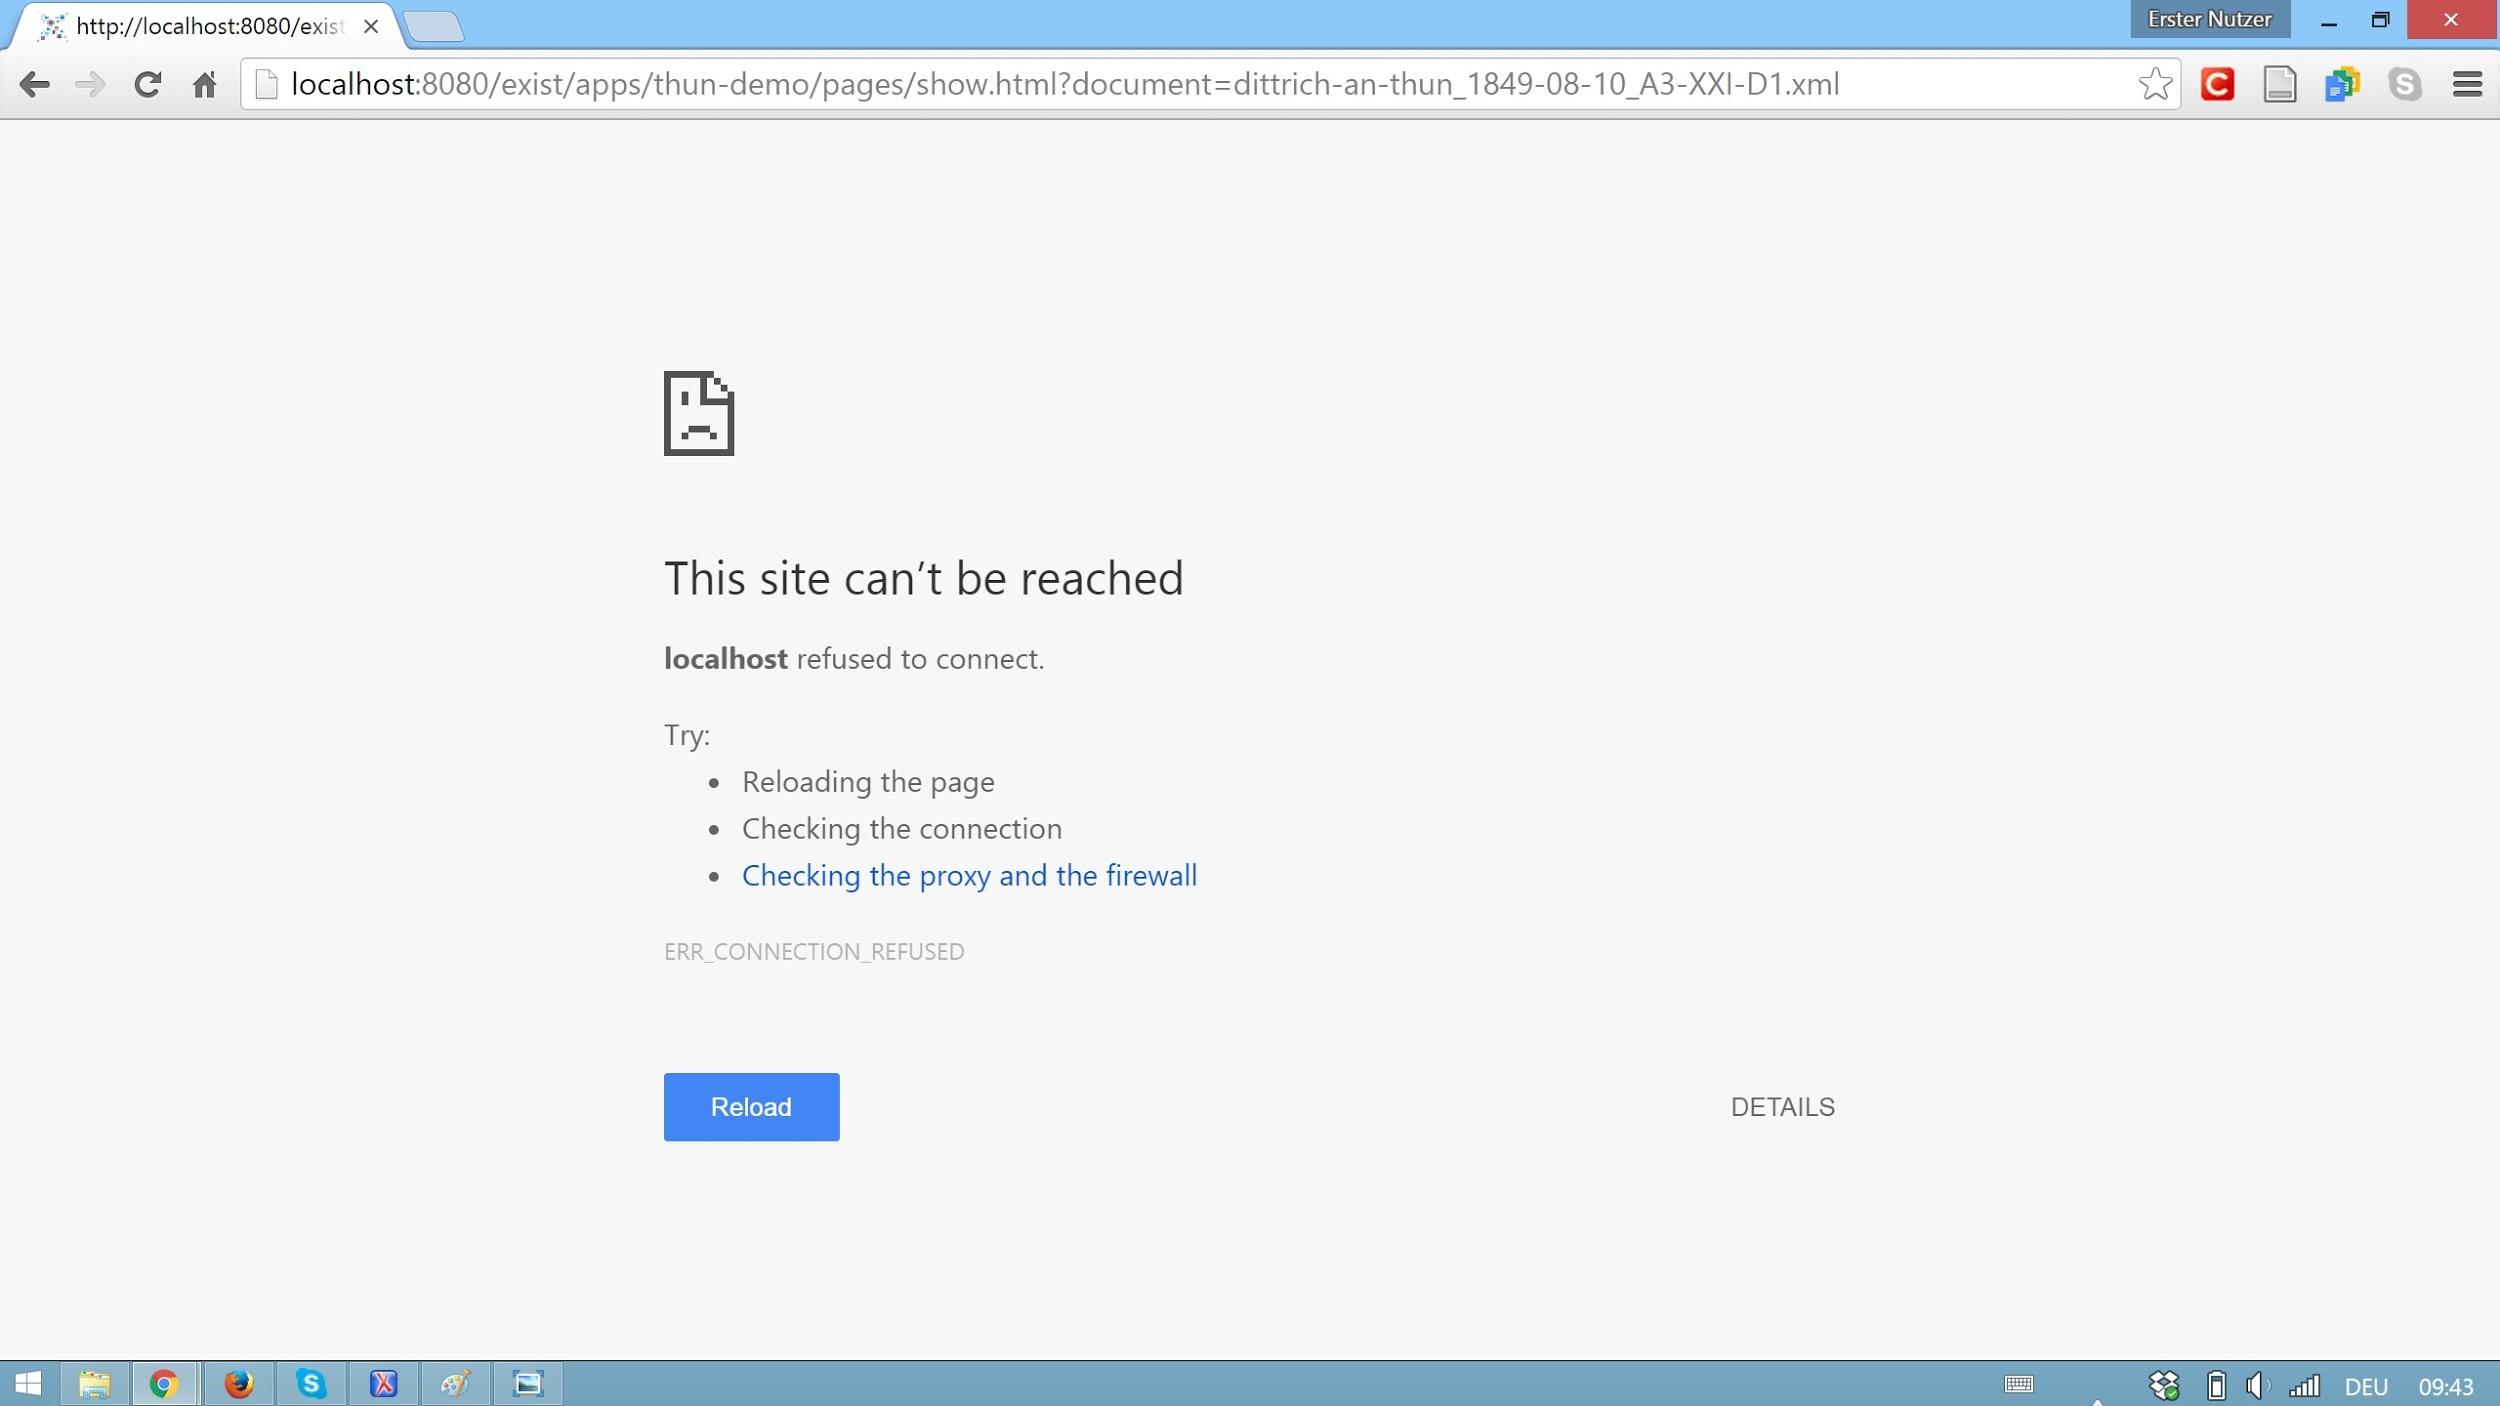 http://localhost:8080/exist
Erster Nutzer
localhost:8080/exist/apps/thun-demo/pages/show.html?document=dittrich-an-thun_1849-08-10_A3-XXI-D1.xml
This site can’t be reached
localhost refused to connect.
Try:
Reloading the page
Checking the connection
Checking the proxy and the firewall
ERR_CONNECTION_REFUSED
Reload
DETAILS
DEU
09:43